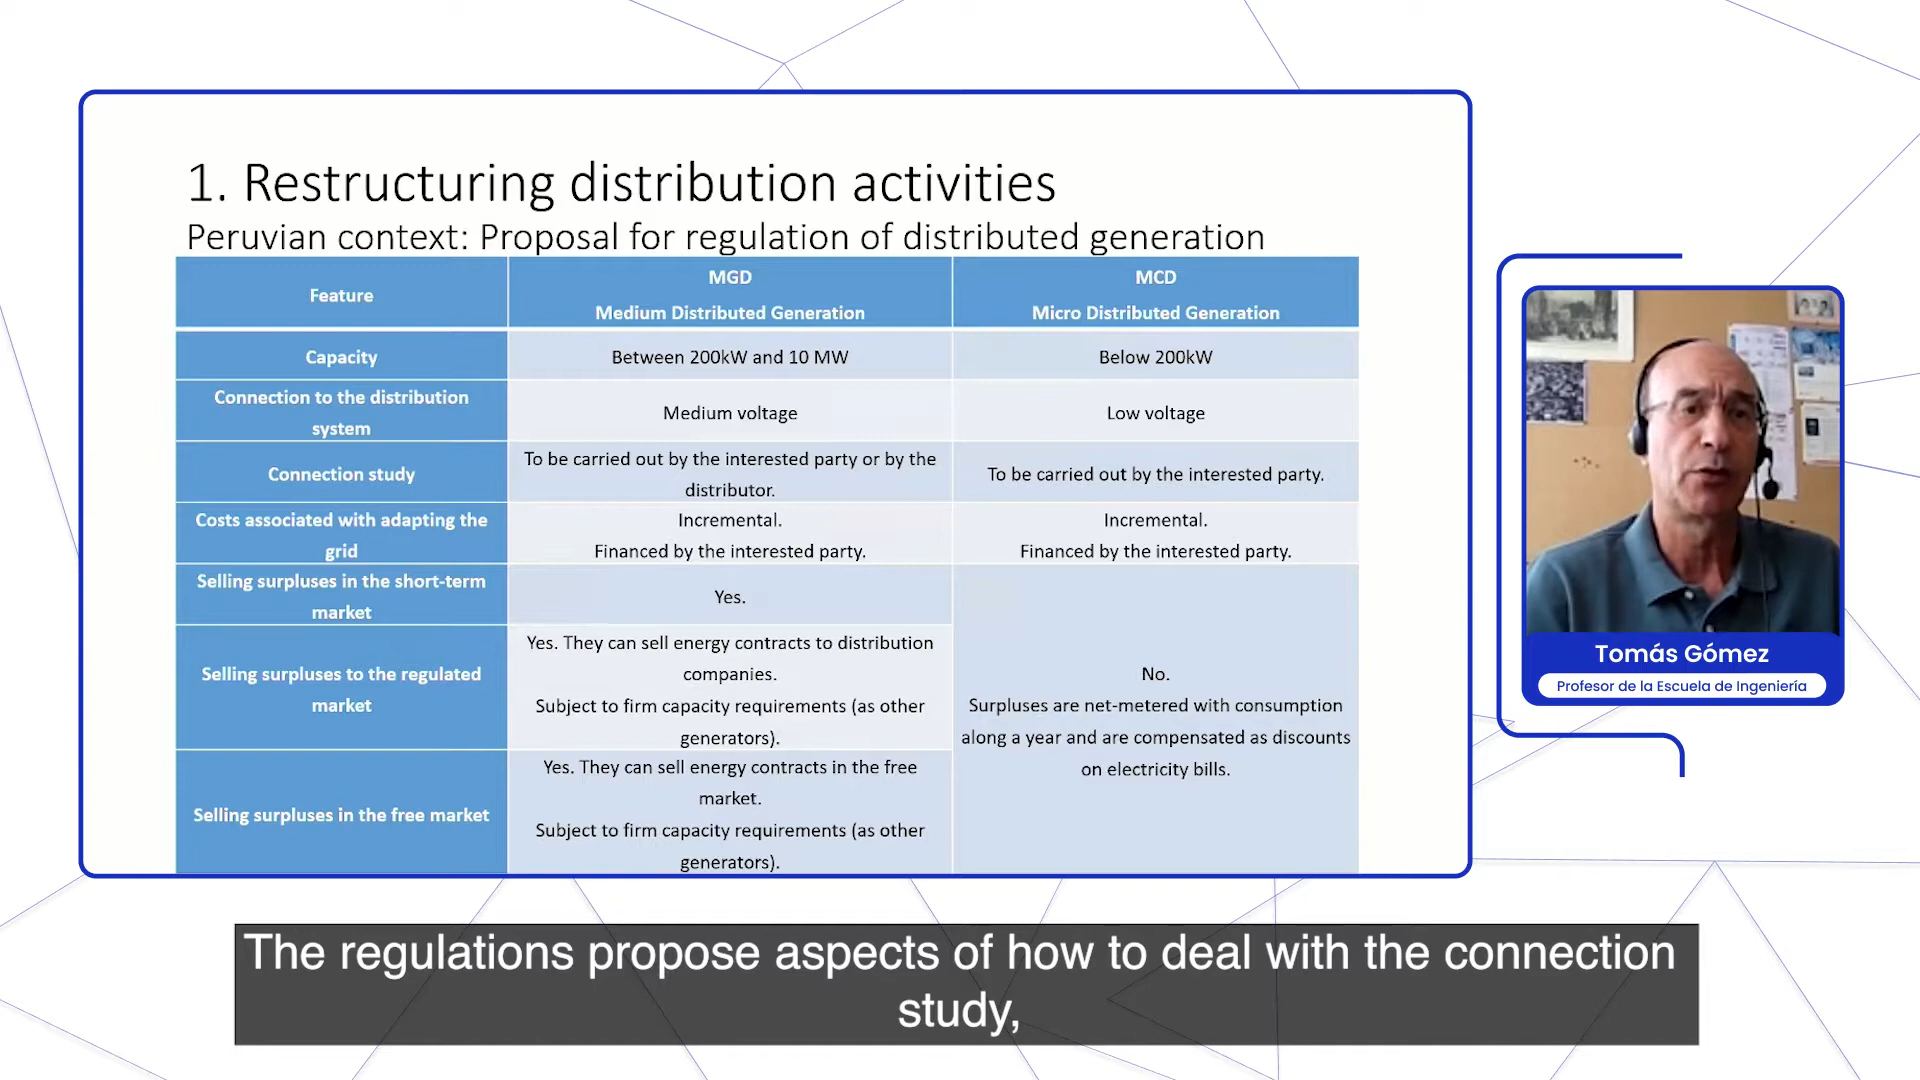 1. Restructuring distribution activities
Peruvian context: Proposal for regulation of distributed generation
Feature
MGD
Medium Distributed Generation
MCD
Micro Distributed Generation
Capacity
Between 200kW and 10 MW
Below 200kW
Connection to the distribution
system
Medium voltage
Low voltage
Connection study
To be carried out by the interested party or by the
distributor.
To be carried out by the interested party.
Costs associated with adapting the
grid
Incremental.
Financed by the interested party.
Incremental.
Financed by the interested party.
Selling surpluses in the short-term
market
Yes.
Selling surpluses to the regulated
market
Yes. They can sell energy contracts to distribution
companies.
Subject to firm capacity requirements (as other
generators).
Selling surpluses in the free market
Yes. They can sell energy contracts in the free
market.
Subject to firm capacity requirements (as other
generators).
No.
Surpluses are net-metered with consumption
along a year and are compensated as discounts
on electricity bills.
Tomás Gómez
Profesor de la Escuela de Ingeniería
The regulations propose aspects of how to deal with the connection
study,